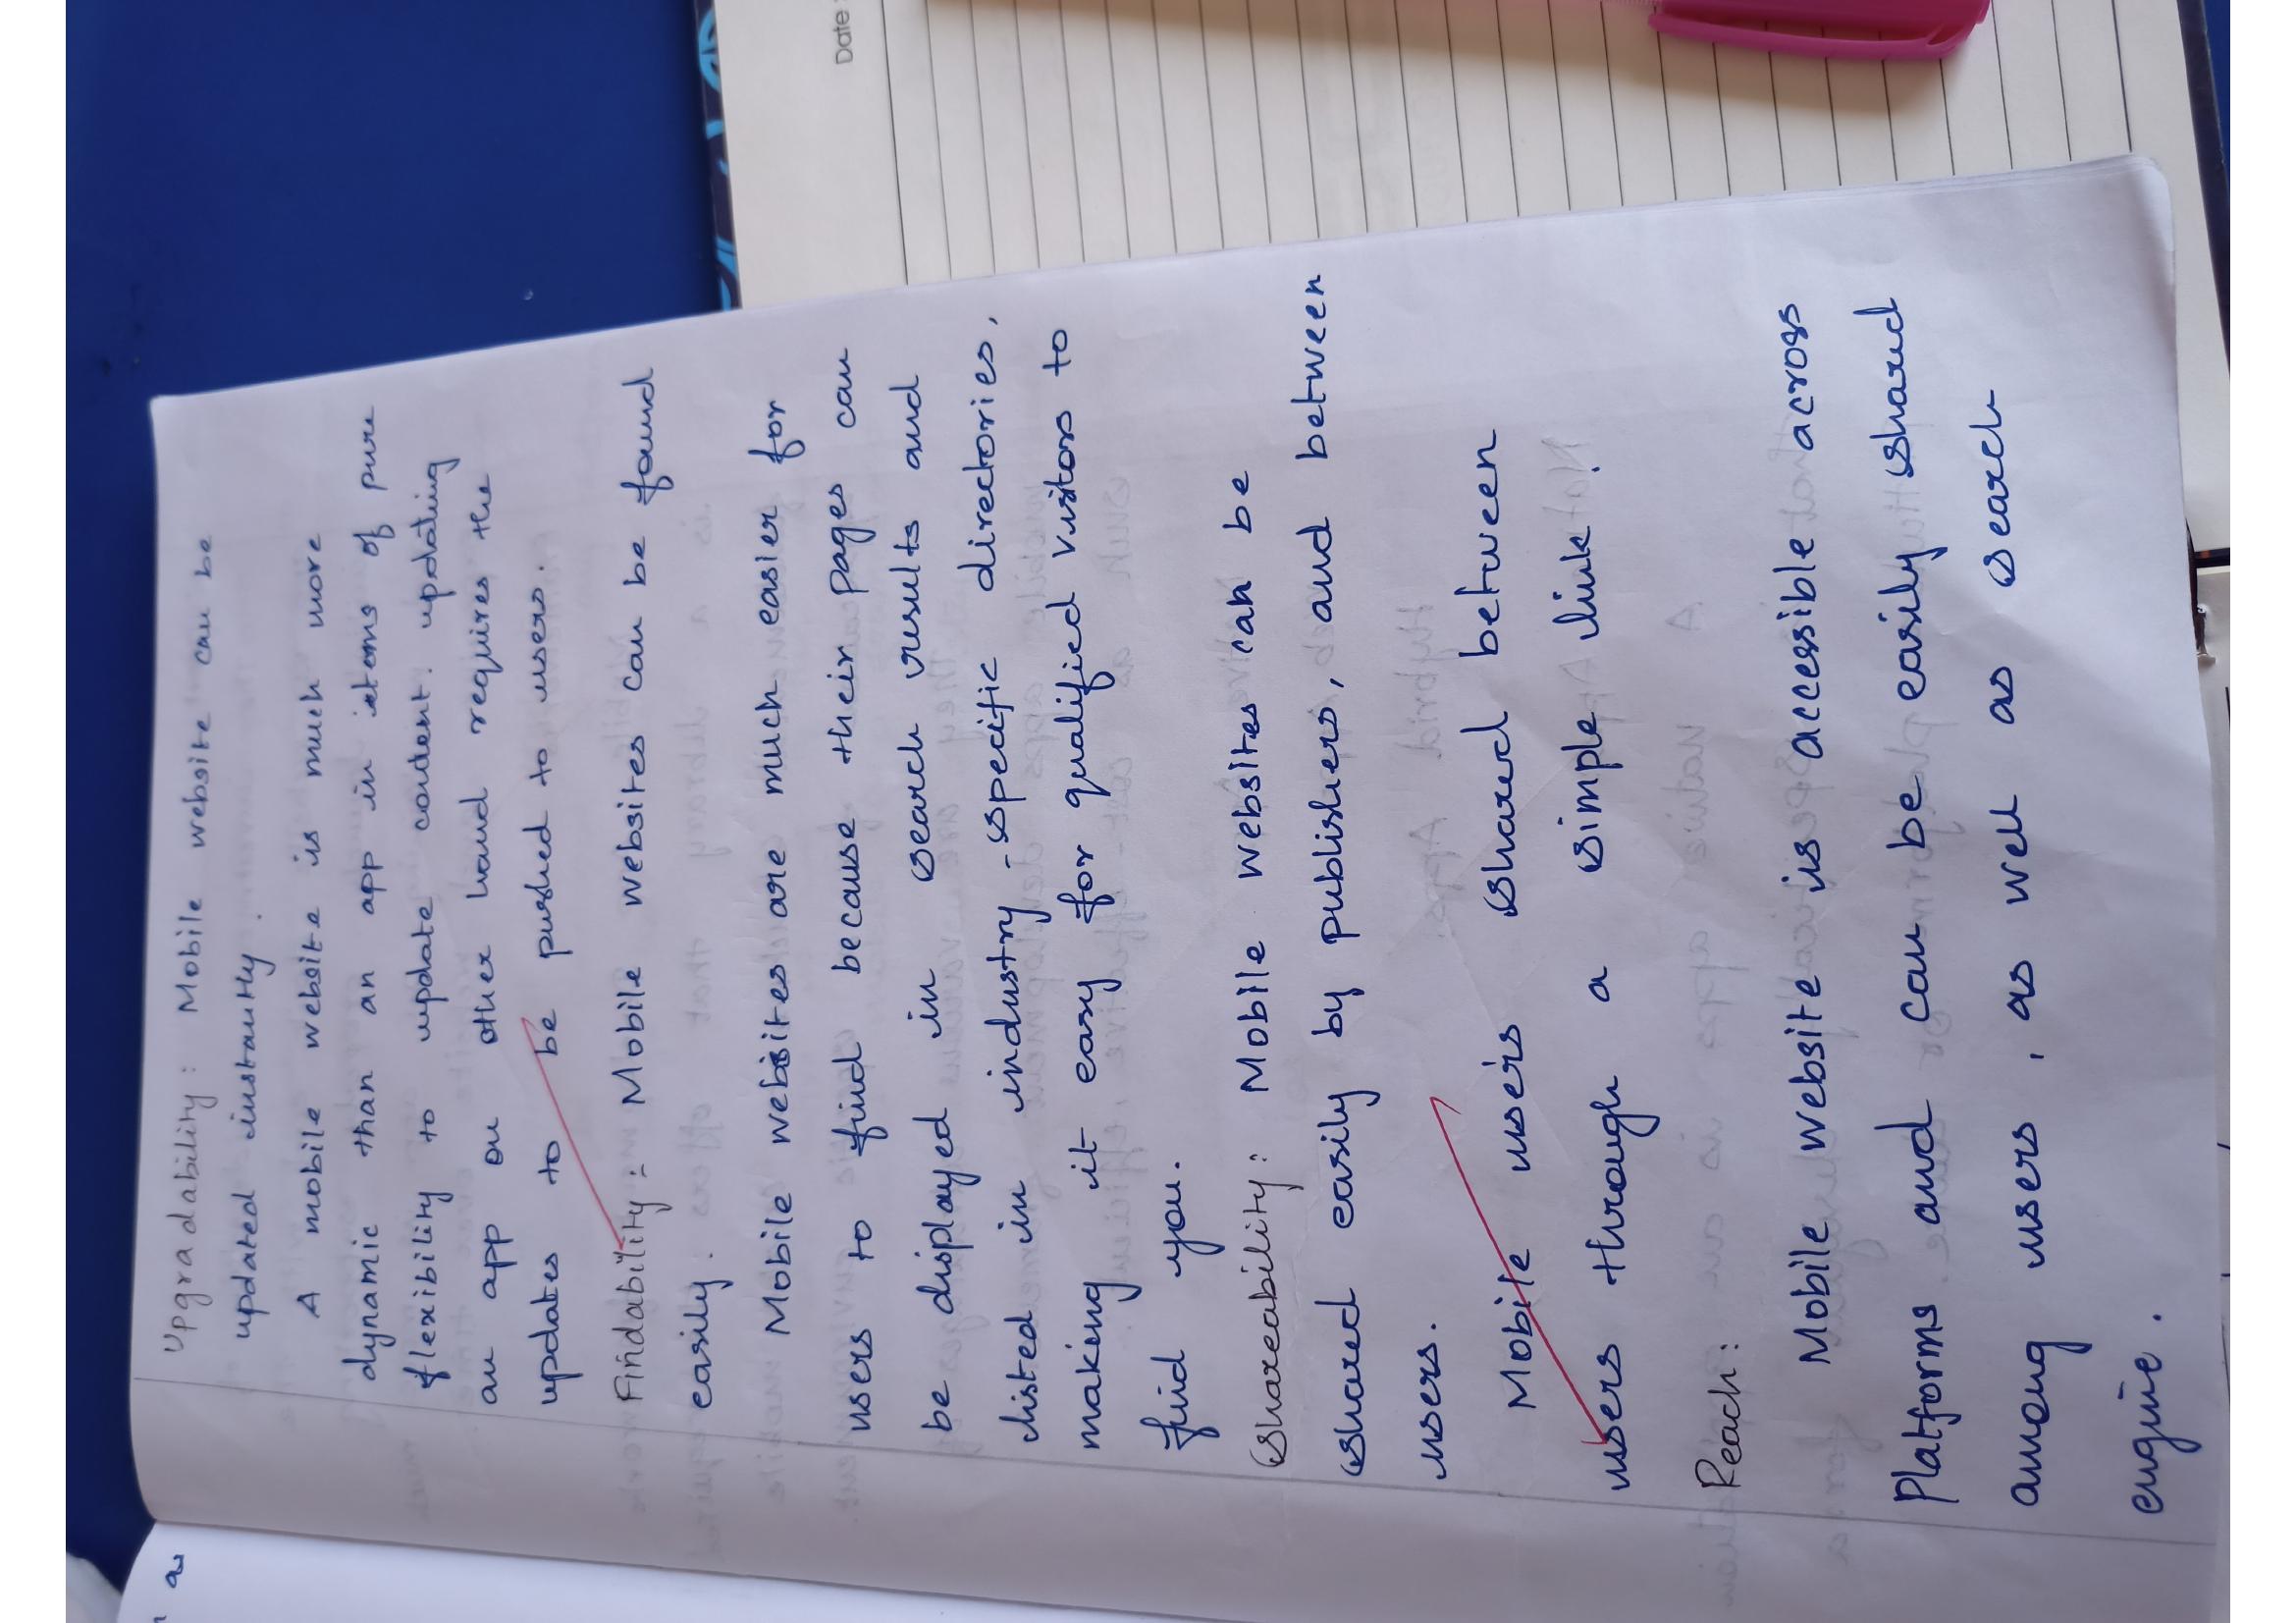 Upgradability : Mobile website can be
updated instantly .
A mobile website is much more
dynamic than an app in items of pure
flexibility to update content. updating
an app on other hand requires the
updates to be pushed to users.
Findability : Mobile websites can be found
easily .
Mobile websites are much easier for
users to find because their pages can
be displayed in search results and
listed in industry -specific directories,
making it easy for qualified visitors to
find you.
Shareability : Mobile websites can be
shared easily by publishers, and between
users.
Mobile users shared between
users through a simple link .
Reach :
Mobile website is accessible across
Platforms and can be easily shared
among users , as well as search
engine .
Date :